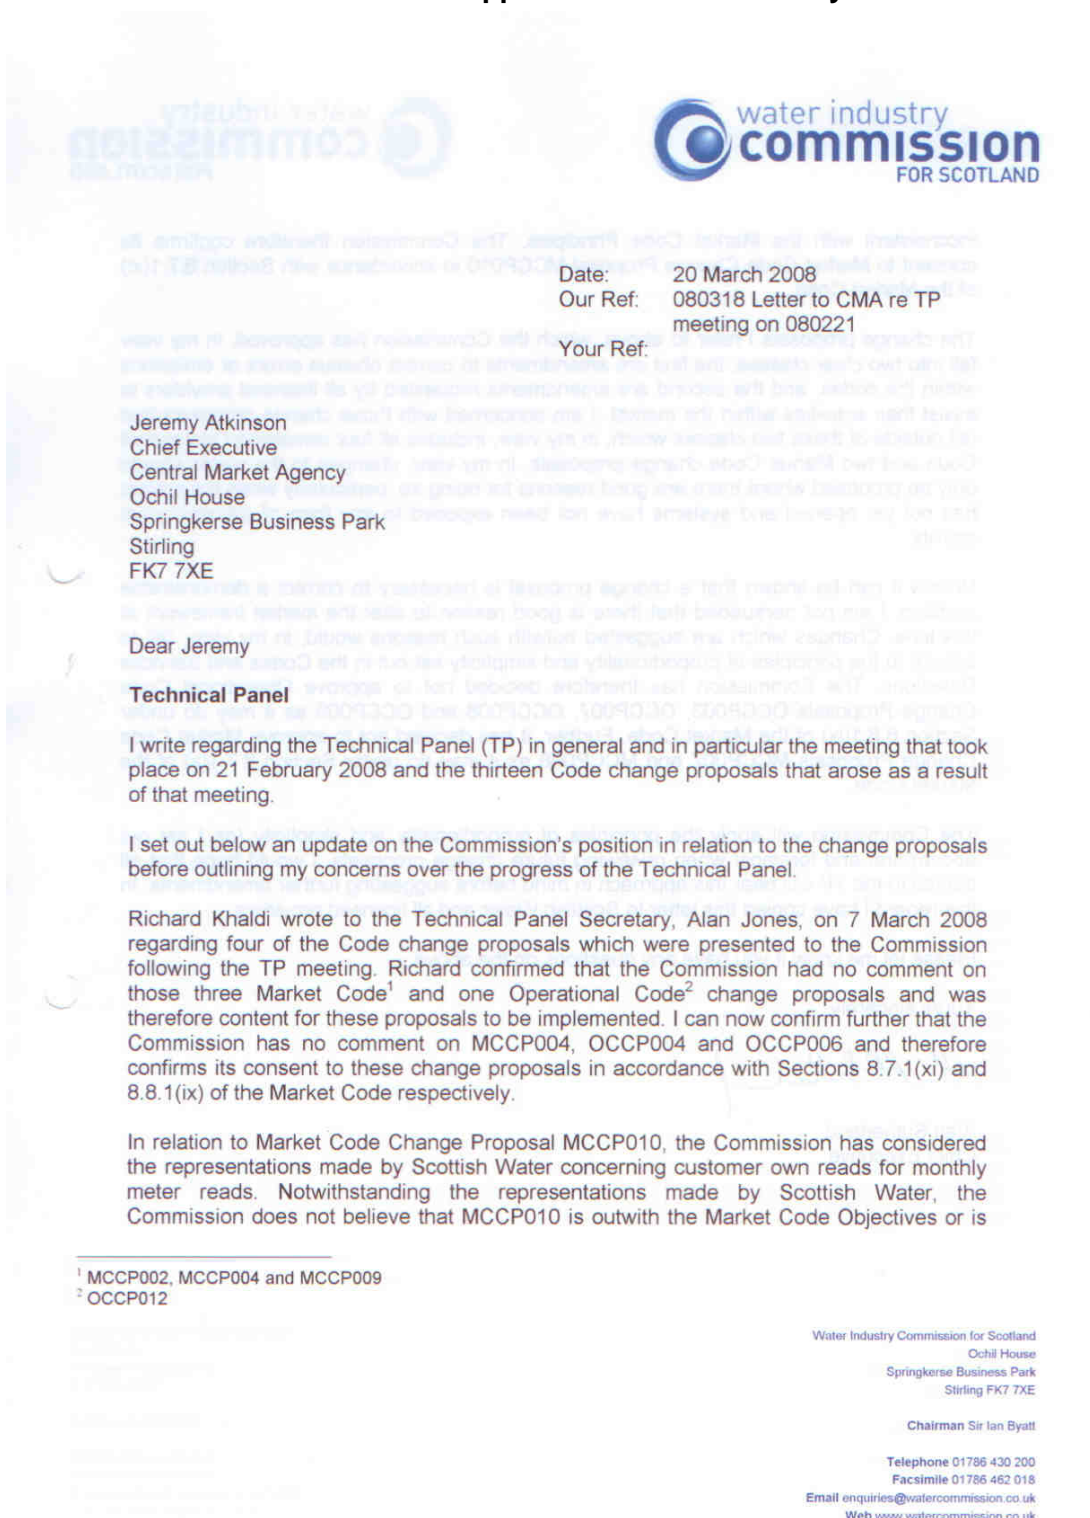 water industry
commission
FOR SCOTLAND
Date: 20 March 2008
Our Ref: 080318 Letter to CMA re TP
meeting on 080221
Your Ref:
Jeremy Atkinson
Chief Executive
Central Market Agency
Ochil House
Springkerse Business Park
Stirling
FK7 7XE
Dear Jeremy
Technical Panel
I write regarding the Technical Panel (TP) in general and in particular the meeting that took
place on 21 February 2008 and the thirteen Code change proposals that arose as a result
of that meeting.
I set out below an update on the Commission's position in relation to the change proposals
before outlining my concerns over the progress of the Technical Panel.
Richard Khaldi wrote to the Technical Panel Secretary, Alan Jones, on 7 March 2008
regarding four of the Code change proposals which were presented to the Commission
following the TP meeting. Richard confirmed that the Commission had no comment on
those three Market Code1 and one Operational Code2 change proposals and was
therefore content for these proposals to be implemented. I can now confirm further that the
Commission has no comment on MCCP004, OCCP004 and OCCP006 and therefore
confirms its consent to these change proposals in accordance with Sections 8.7.1(xi) and
8.8.1(ix) of the Market Code respectively.
In relation to Market Code Change Proposal MCCP010, the Commission has considered
the representations made by Scottish Water concerning customer own reads for monthly
meter reads. Notwithstanding the representations made by Scottish Water, the
Commission does not believe that MCCP010 is outwith the Market Code Objectives or is
1 MCCP002, MCCP004 and MCCP009
2 OCCP012
Water Industry Commission for Scotland
Ochil House
Springkerse Business Park
Stirling FK7 7XE
Chairman Sir Ian Byatt
Telephone 01786 430 200
Facsimile 01786 462 018
Email enquiries@watercommission.co.uk
Web www.watercommission.co.uk